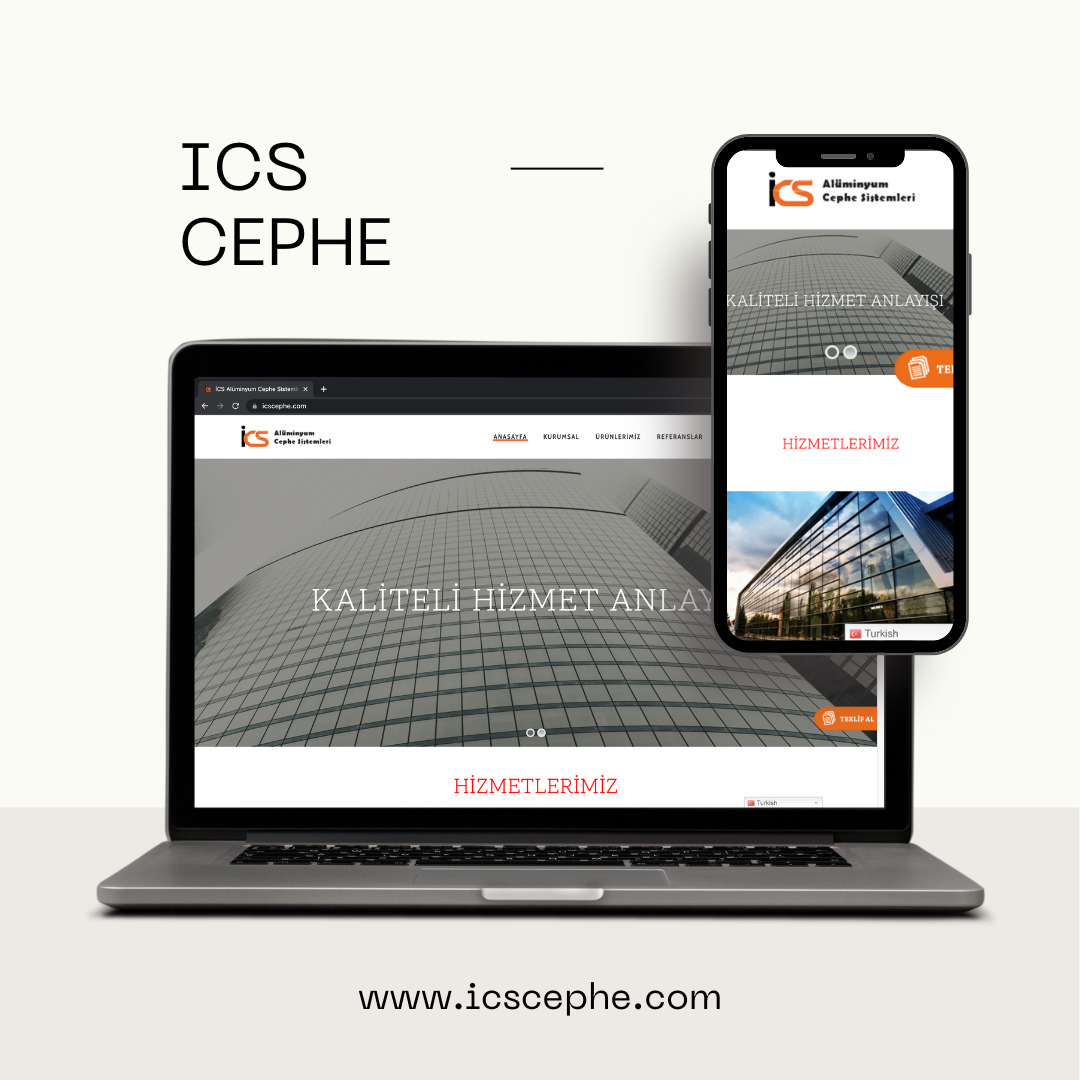 ICS
CEPHE
İCS Alüminyum
Cephe Sistemleri
KALİTELİ HİZMET ANLAYIŞI
TEI
HİZMETLERİMİZ
Turkish
İCS Alüminyum Cephe Sistemle
icscephe.com
İCS Alüminyum
Cephe Sistemleri
ANASAYFA KURUMSAL ÜRÜNLERİMİZ REFERANSLAR
KALİTELİ HİZMET ANLAY
TEKLİF AL
HİZMETLERİMİZ
Turkish
www.icscephe.com